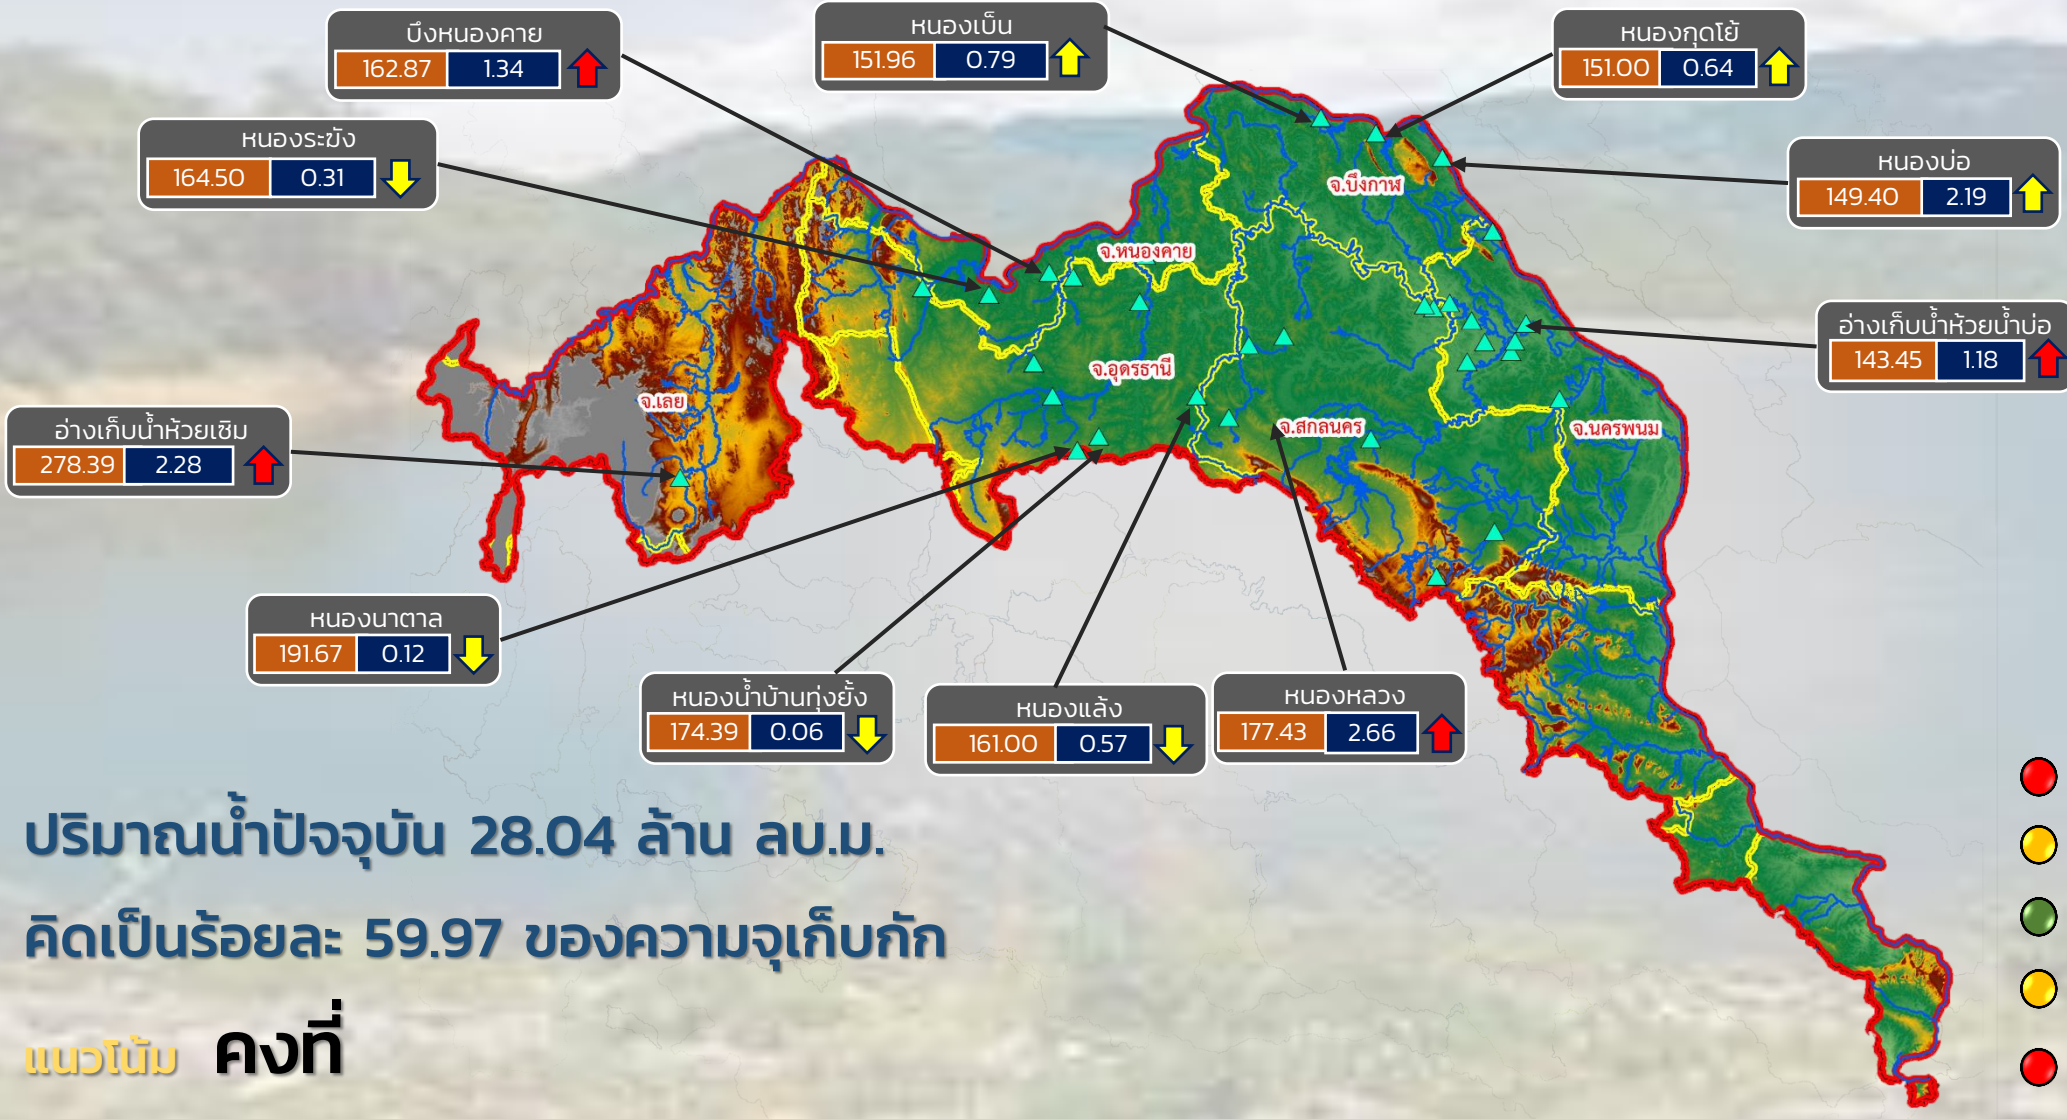 บึงหนองคาย
162.87 1.34
หนองเบ็น
151.96 0.79
หนองกุดโย้
151.00 0.64
หนองระฆัง
164.50 0.31
หนองบ่อ
149.40 2.19
จ.บึงกาฬ
จ.หนองคาย
อ่างเก็บน้ำห้วยน้ำบ่อ
143.45 1.18
จ.อุดรธานี
จ.เลย
อ่างเก็บน้ำห้วยเซิม
278.39 2.28
จ.สกลนคร
จ.นครพนม
หนองนาตาล
191.67 0.12
หนองน้ำบ้านทุ่งยั้ง
174.39 0.06
หนองแล้ง
161.00 0.57
หนองหลวง
177.43 2.66
ปริมาณน้ำปัจจุบัน 28.04 ล้าน ลบ.ม.
คิดเป็นร้อยละ 59.97 ของความจุเก็บกัก
แนวโน้ม คงที่